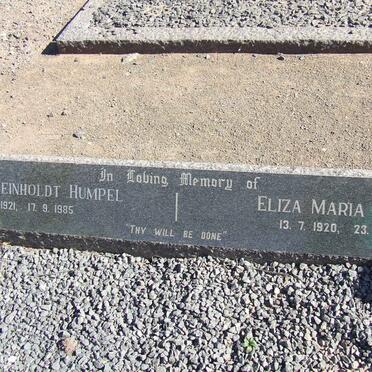 In Loving Memory of
EINHOLDT HUMPEL
1921, 17. 9. 1985
ELIZA MARIA
13. 7. 1920, 23.
"THY WILL BE DONE"